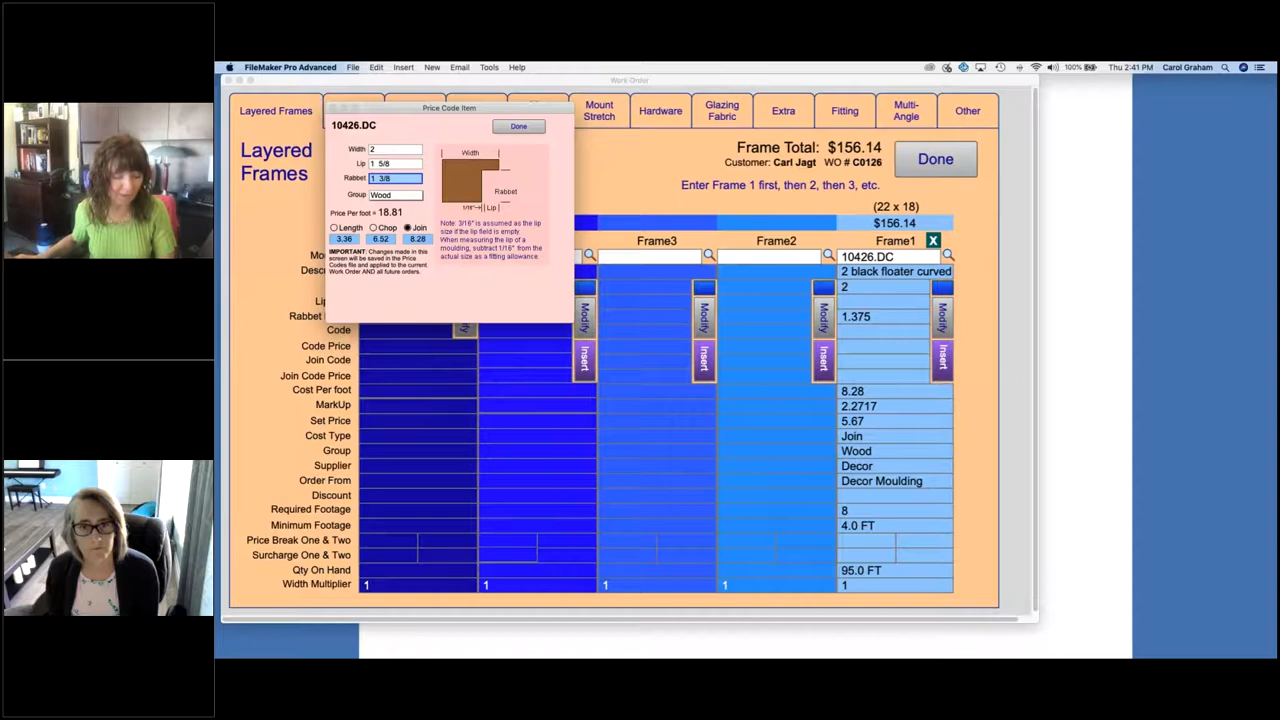 FileMaker Pro Advanced File Edit Insert New Email Tools Help 100% Thu 2:41 PM Carol Graham
Work Order
Layered Frames
Mount Stretch
Hardware
Glazing Fabric
Extra
Fitting
Multi-Angle
Other
Layered
Frames
Frame Total: $156.14
Customer: Carl Jagt WO # C0126
Done
Enter Frame 1 first, then 2, then 3, etc.
(22 x 18)
$156.14
Price Code Item
10426.DC
Done
Width 2
Lip 1 5/8
Rabbet 1 3/8
Group Wood
Price Per foot = 18.81
Length Chop Join
3.36 6.52 8.28
IMPORTANT: Changes made in this
screen will be saved in the Price
Codes file and applied to the current
Work Order AND all future orders.
Width
Rabbet
1/16" Lip
Note: 3/16" is assumed as the lip
size if the lip field is empty.
When measuring the lip of a
moulding, subtract 1/16" from the
actual size as a fitting allowance.
Frame3 Frame2 Frame1 X
10426.DC
2 black floater curved
2
Lip
Rabbet 1.375
Code
Code Price
Join Code
Join Code Price
Modify Modify Modify Modify
Insert Insert Insert Insert
Cost Per foot 8.28
MarkUp 2.2717
Set Price 5.67
Cost Type Join
Group Wood
Supplier Decor
Order From Decor Moulding
Discount
Required Footage 8
Minimum Footage 4.0 FT
Price Break One & Two
Surcharge One & Two
Qty On Hand 95.0 FT
Width Multiplier 1 1 1 1 1